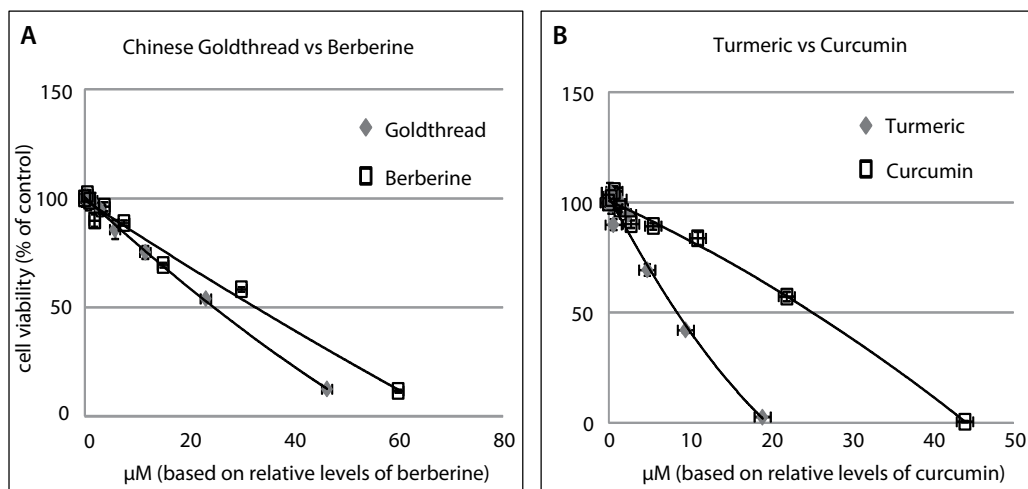 A
Chinese Goldthread vs Berberine
150
100
50
0
cell viability (% of control)
Goldthread
Berberine
0 20 40 60 80
µM (based on relative levels of berberine)
B
Turmeric vs Curcumin
150
100
50
0
Turmeric
Curcumin
0 10 20 30 40 50
µM (based on relative levels of curcumin)